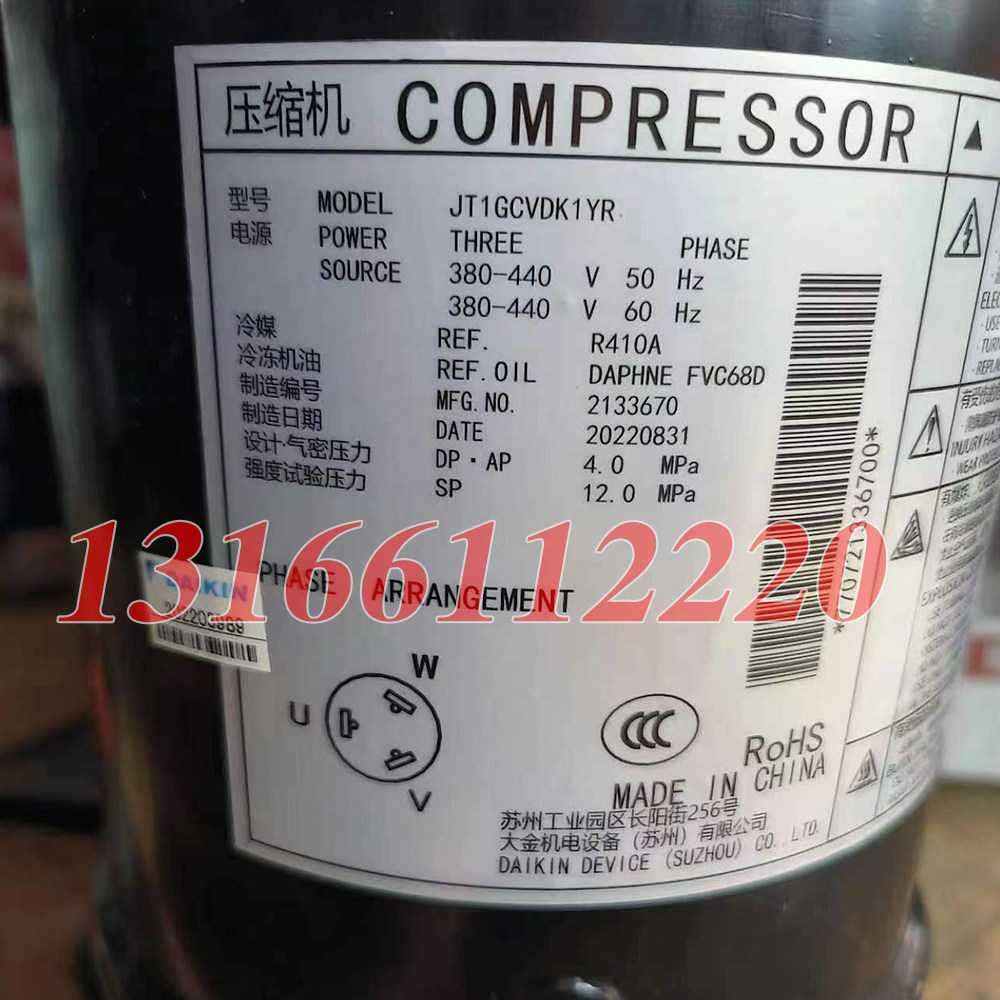 压缩机 COMPRESSOR
型号 MODEL JT1GCVDK1YR
电源 POWER THREE PHASE
SOURCE 380-440 V 50 Hz
380-440 V 60 Hz
冷媒 REF. R410A
冷冻机油 REF.OIL DAPHNE FVC68D
制造编号 MFG.NO. 2133670
制造日期 DATE 20220831
设计·气密压力 DP·AP 4.0 MPa
强度试验压力 SP 12.0 MPa
*770721336700*
13166112220
DAIKIN
PHASE ARRANGEMENT
W
U
V
CCC
RoHS
MADE IN CHINA
苏州工业园区长阳街256号
大金机电设备（苏州）有限公司
DAIKIN DEVICE (SUZHOU) CO.,LTD.
INJURY